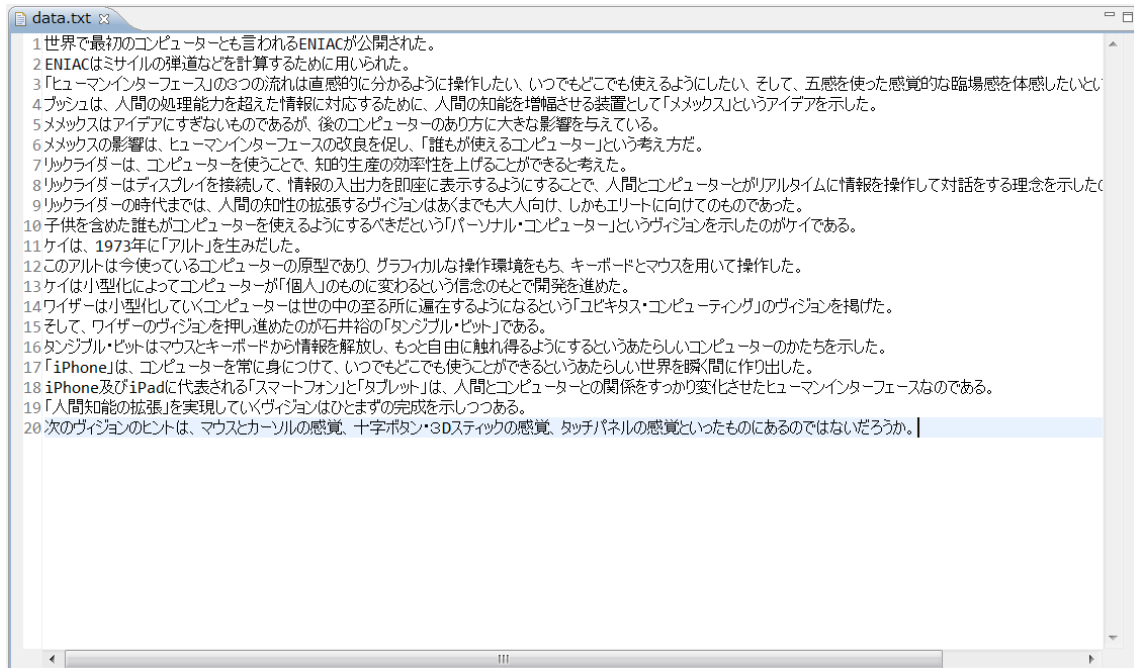 data.txt
1 世界で最初のコンピューターとも言われるENIACが公開された。
2 ENIACはミサイルの弾道などを計算するために用いられた。
3 「ヒューマンインターフェース」の3つの流れは直感的に分かるように操作したい、いつでもどこでも使えるようにしたい、そして、五感を使った感覚的な臨場感を体感したいとい
4 ブッシュは、人間の処理能力を超えた情報に対応するために、人間の知能を増幅させる装置として「メメックス」というアイデアを示した。
5 メメックスはアイデアにすぎないものであるが、後のコンピューターのあり方に大きな影響を与えている。
6 メメックスの影響は、ヒューマンインターフェースの改良を促し、「誰もが使えるコンピューター」という考え方だ。
7 リックライダーは、コンピューターを使うことで、知的生産の効率性を上げることができると考えた。
8 リックライダーはディスプレイを接続して、情報の入出力を即座に表示するようにすることで、人間とコンピューターとがリアルタイムに情報を操作して対話をする理念を示した
9 リックライダーの時代までは、人間の知性の拡張するヴィジョンはあくまでも大人向け、しかもエリートに向けてのものであった。
10 子供を含めた誰もがコンピューターを使えるようにするべきだという「パーソナル・コンピューター」というヴィジョンを示したのがケイである。
11 ケイは、1973年に「アルト」を生みだした。
12 このアルトは今使っているコンピューターの原型であり、グラフィカルな操作環境をもち、キーボードとマウスを用いて操作した。
13 ケイは小型化によってコンピューターが「個人」のものに変わるという信念のもとで開発を進めた。
14 ワイザーは小型化していくコンピューターは世の中の至る所に遍在するようになるという「ユビキタス・コンピューティング」のヴィジョンを掲げた。
15 そして、ワイザーのヴィジョンを押し進めたのが石井裕の「タンジブル・ビット」である。
16 タンジブル・ビットはマウスとキーボードから情報を解放し、もっと自由に触れ得るようにするというあたらしいコンピューターのかたちを示した。
17 「iPhone」は、コンピューターを常に身につけて、いつでもどこでも使うことができるというあたらしい世界を瞬く間に作り出した。
18 iPhone及びiPadに代表される「スマートフォン」と「タブレット」は、人間とコンピューターとの関係をすっかり変化させたヒューマンインターフェースなのである。
19 「人間知能の拡張」を実現していくヴィジョンはひとまずの完成を示しつつある。
20 次のヴィジョンのヒントは、マウスとカーソルの感覚、十字ボタン・3Dスティックの感覚、タッチパネルの感覚といったものにあるのではないだろうか。